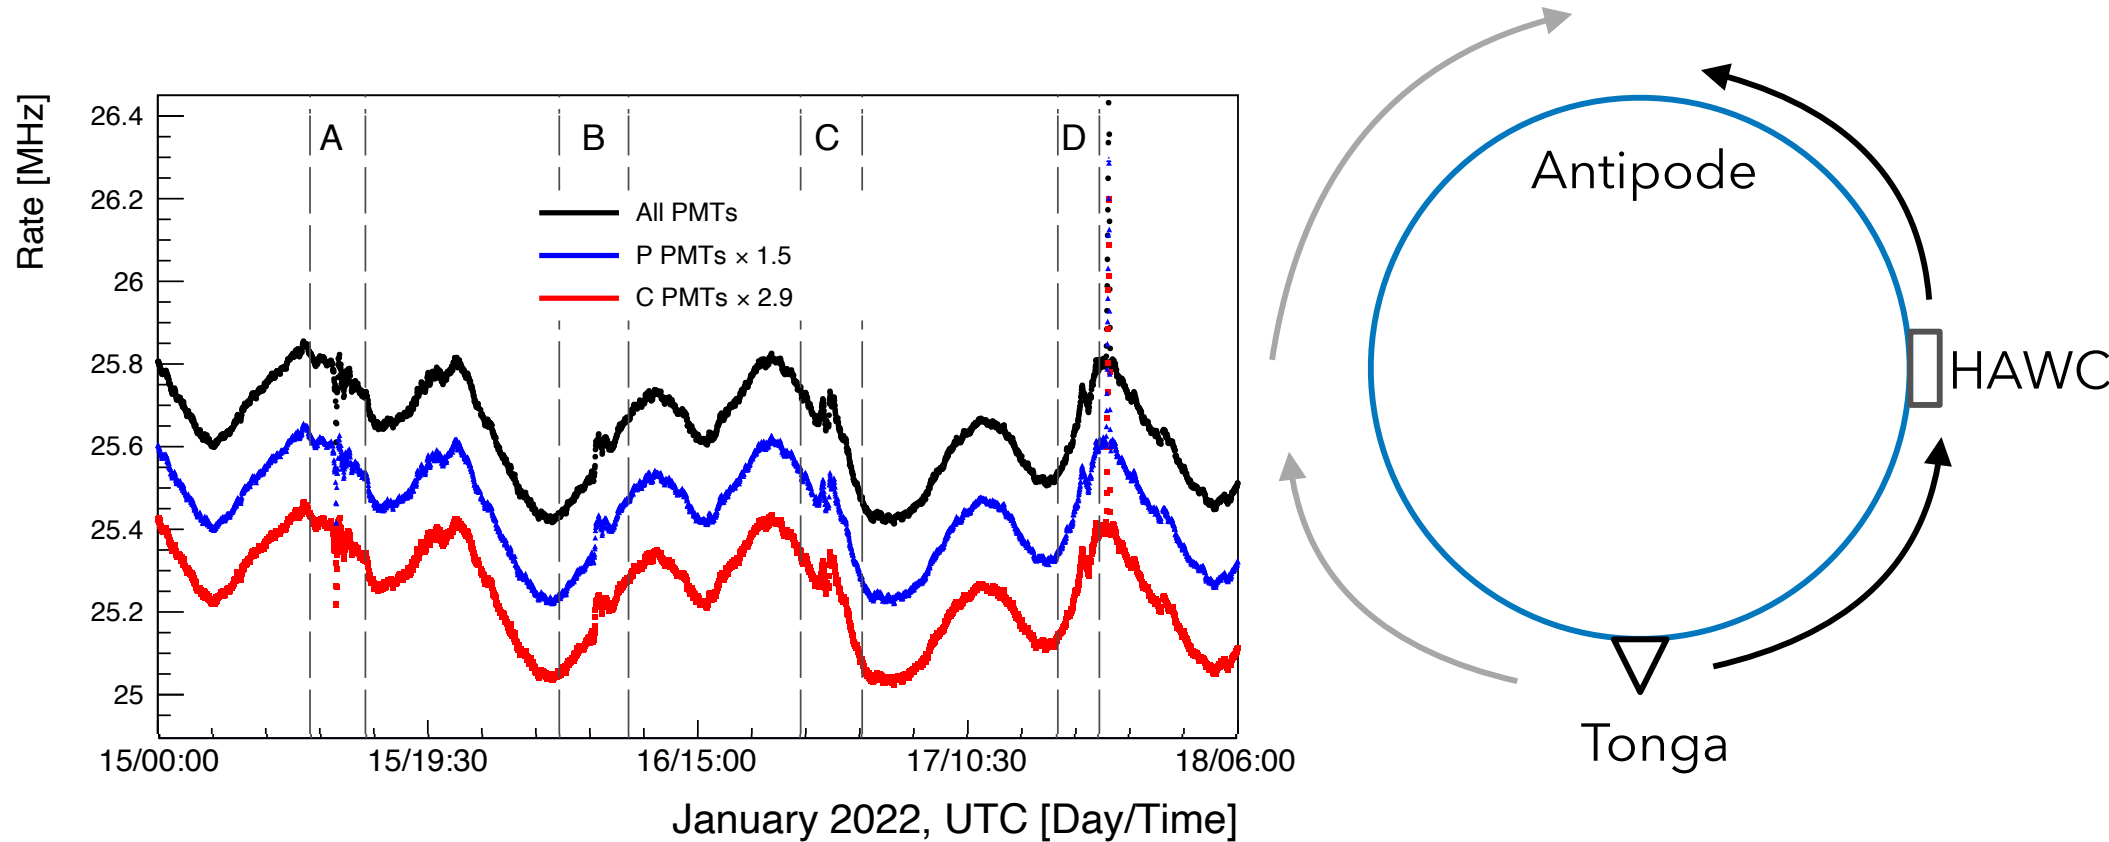 Rate [MHz]
26.4
26.2
26
25.8
25.6
25.4
25.2
25
A
B
C
D
All PMTs
P PMTs × 1.5
C PMTs × 2.9
15/00:00
15/19:30
16/15:00
17/10:30
18/06:00
January 2022, UTC [Day/Time]
Antipode
HAWC
Tonga